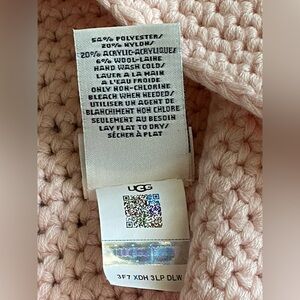 54% POLYESTER/
20% NYLON/
20% ACRYLIC-ACRYLIQUE/
6% WOOL-LAINE
HAND WASH COLD/
LAVER A LA MAIN
A L'EAU FROIDE
ONLY NON-CHLORINE
BLEACH WHEN NEEDED/
UTILISER UN AGENT DE
BLANCHIMENT NON CHLORE
SEULEMENT AU BESOIN
LAY FLAT TO DRY/
SÉCHER À PLAT
UGG
3F7 XDH 3LP DLW